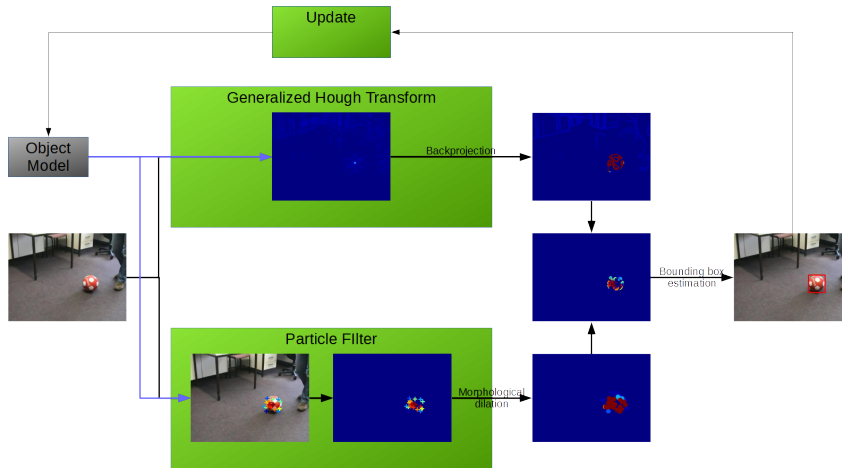 Update
Generalized Hough Transform
Object
Model
Backprojection
Bounding box
estimation
Particle FIlter
Morphological
dilation